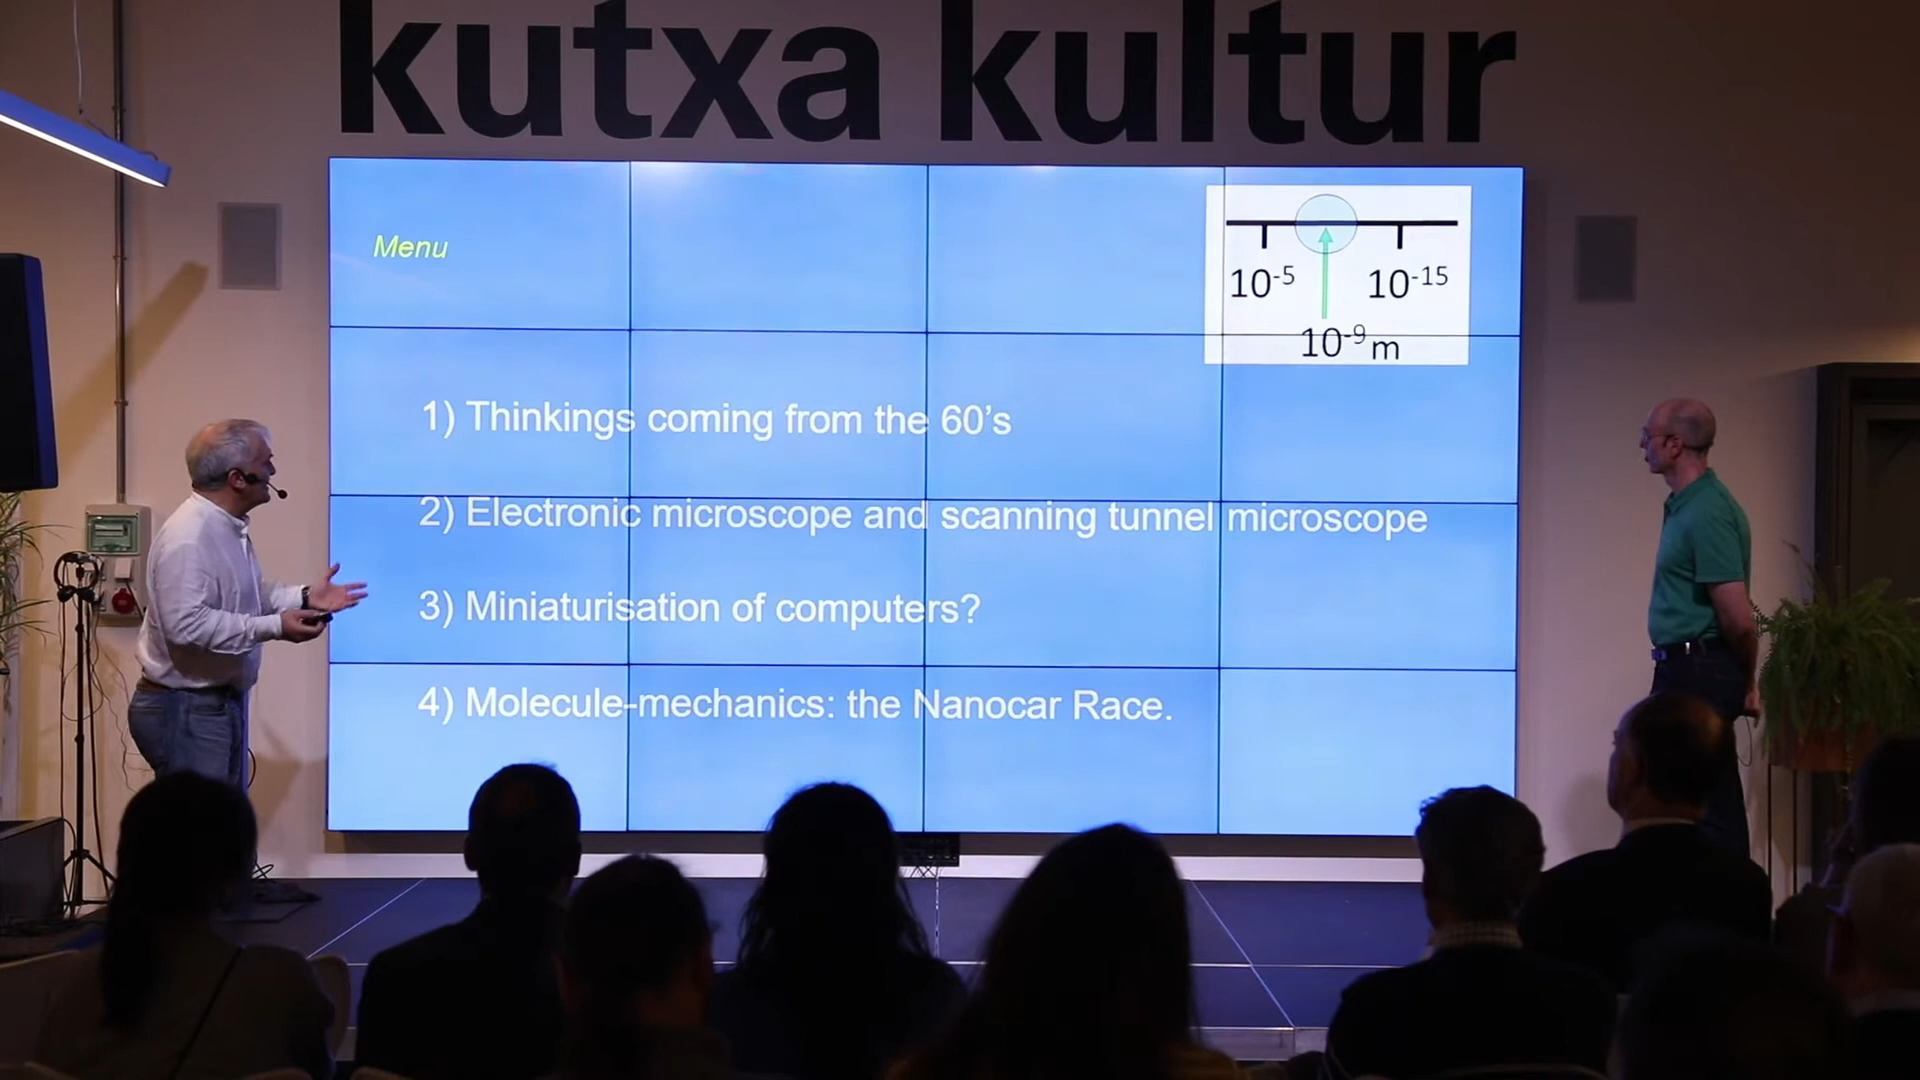 kutxa kultur
Menu
10-5
10-15
10-9 m
1) Thinkings coming from the 60’s
2) Electronic microscope and scanning tunnel microscope
3) Miniaturisation of computers?
4) Molecule-mechanics: the Nanocar Race.